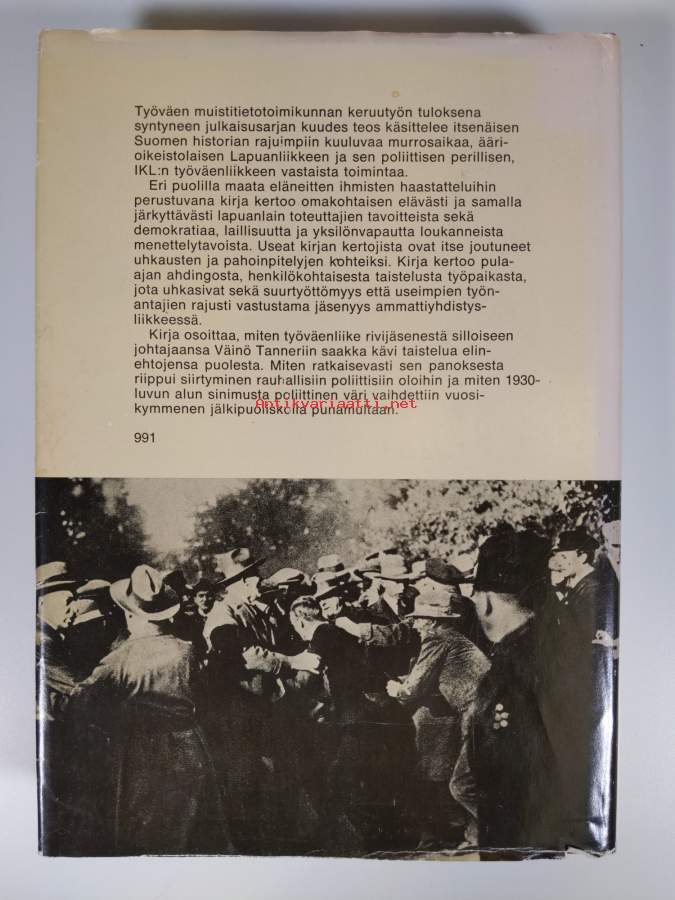 Työväen muistitietotoimikunnan keruutyön tuloksena
syntyneen julkaisusarjan kuudes teos käsittelee itsenäisen
Suomen historian rajuimpiin kuuluvaa murrosaikaa, ääri-
oikeistolaisen Lapuanliikkeen ja sen poliittisen perillisen,
IKL:n työväenliikkeen vastaista toimintaa.
Eri puolilla maata eläneitten ihmisten haastatteluihin
perustuvana kirja kertoo omakohtaisen elävästi ja samalla
järkyttävästi lapuanlain toteuttajien tavoitteista sekä
demokratiaa, laillisuutta ja yksilönvapautta loukanneista
menettelytavoista. Useat kirjan kertojista ovat itse joutuneet
uhkausten ja pahoinpitelyjen kohteiksi. Kirja kertoo pula-
ajan ahdingosta, henkilökohtaisesta taistelusta työpaikasta,
jota uhkasivat sekä suurtyöttömyys että useimpien työn-
antajien rajusti vastustama jäsenyys ammattiyhdistys-
liikkeessä.
Kirja osoittaa, miten työväenliike rivijäsenestä silloiseen
johtajaansa Väinö Tanneriin saakka kävi taistelua elin-
ehtojensa puolesta. Miten ratkaisevasti sen panoksesta
riippui siirtyminen rauhallisiin poliittisiin oloihin ja miten 1930-
luvun alun sinimusta poliittinen väri vaihdettiin vuosi-
kymmenen jälkipuoliskolla punamultaan.
Antikvariaatti.net
991